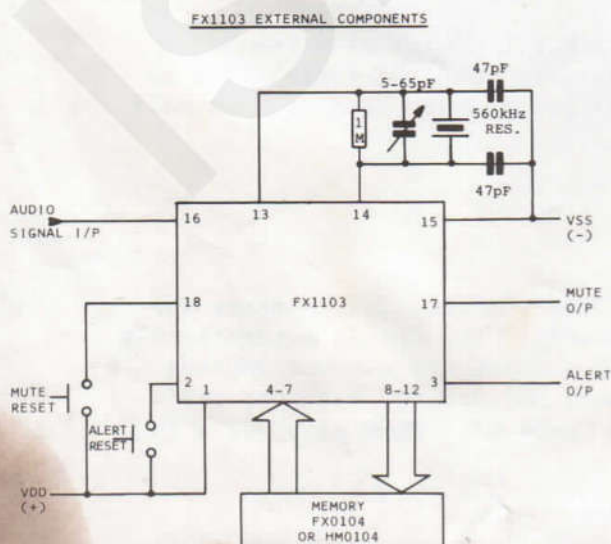 FX1103 EXTERNAL COMPONENTS
47pF
5-65pF
1
M
560kHz
RES.
47pF
AUDIO
SIGNAL I/P
16
13
14
15
VSS
(-)
18
FX1103
17
MUTE
O/P
2
1
4-7
8-12
3
ALERT
O/P
MUTE
RESET
ALERT
RESET
VDD
(+)
MEMORY
FX0104
OR HM0104